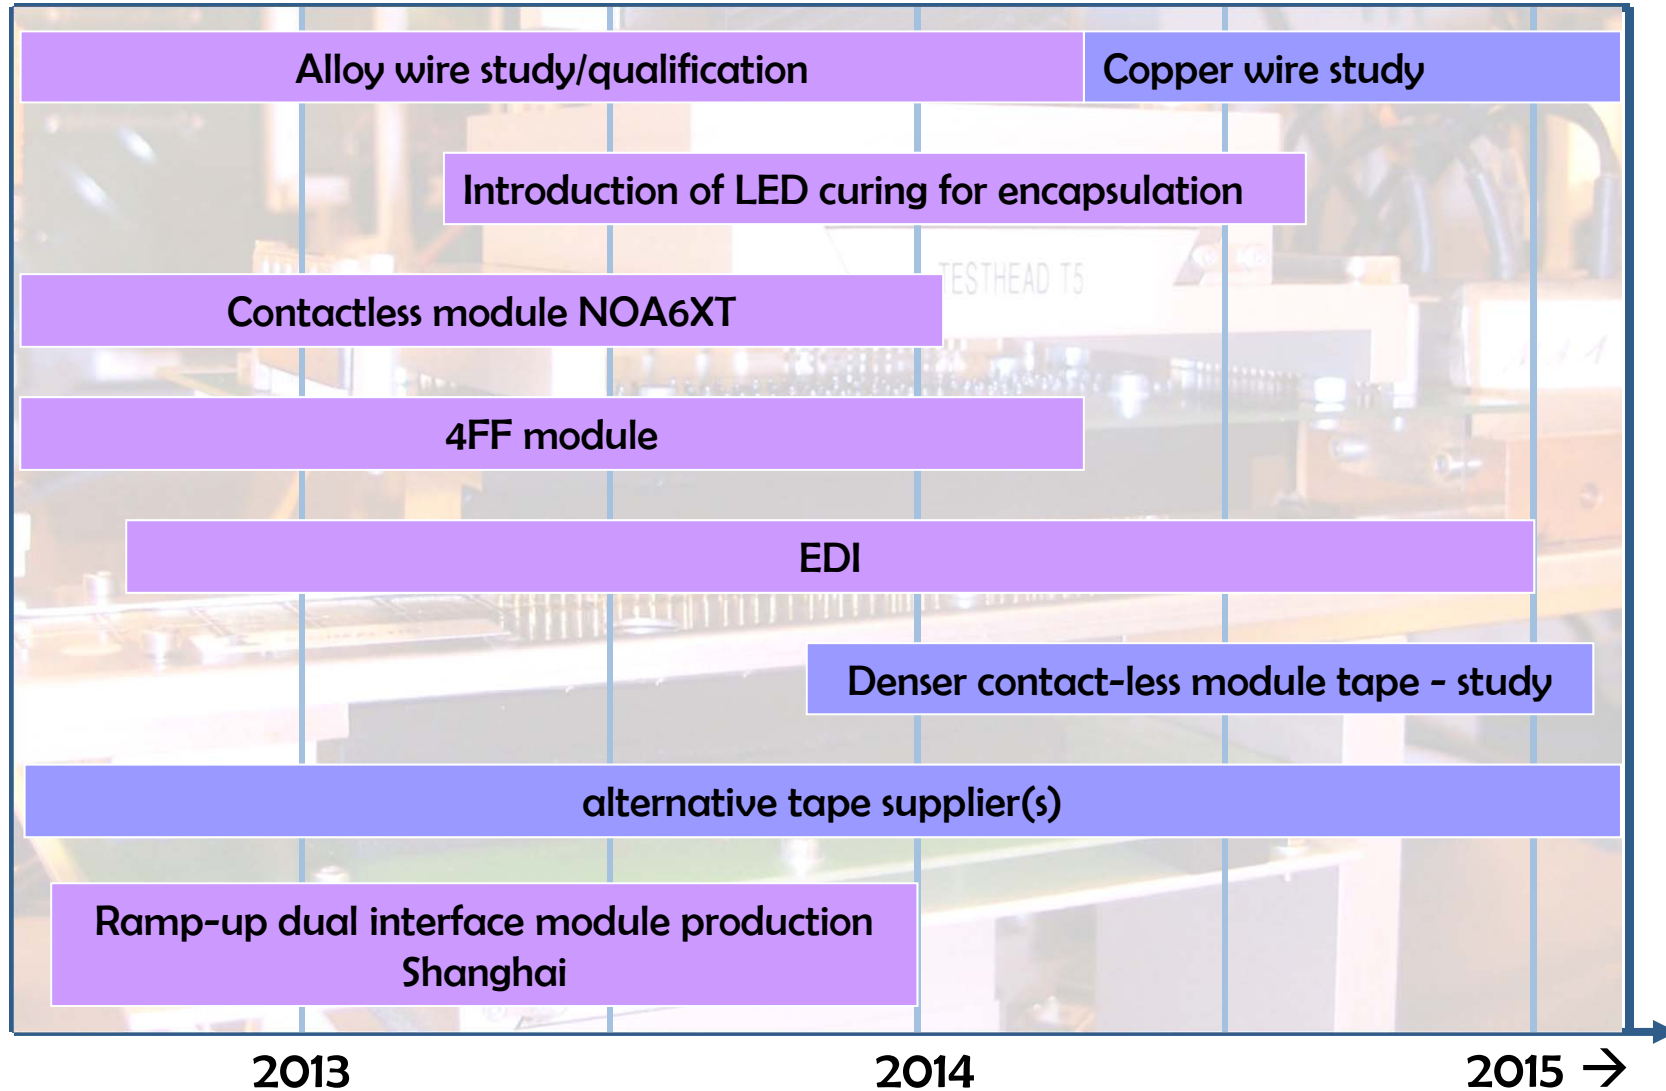 Alloy wire study/qualification
Copper wire study
Introduction of LED curing for encapsulation
TESTHEAD T5
Contactless module NOA6XT
4FF module
EDI
Denser contact-less module tape - study
alternative tape supplier(s)
Ramp-up dual interface module production
Shanghai
2013
2014
2015 →